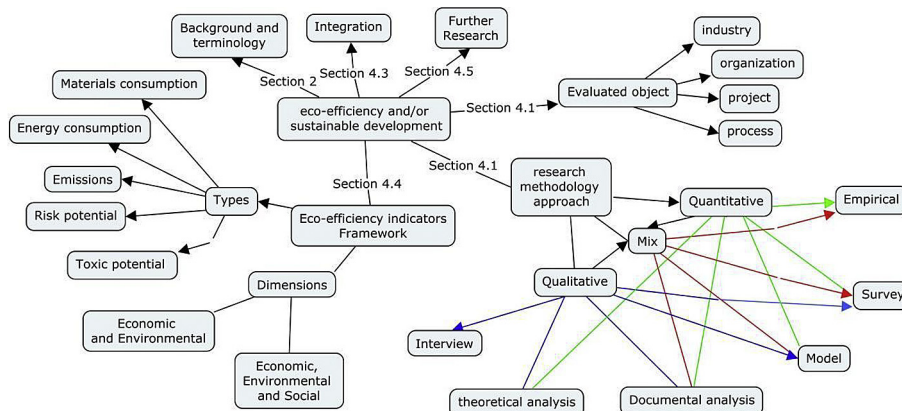 Background and
terminology
Integration
Further
Research
industry
organization
Evaluated object
project
process
Section 2
Section 4.3
Section 4.5
Section 4.1
eco-efficiency and/or
sustainable development
Materials consumption
Energy consumption
Emissions
Risk potential
Toxic potential
Types
Section 4.4
Section 4.1
Eco-efficiency indicators
Framework
research
methodology
approach
Quantitative
Empirical
Mix
Qualitative
Survey
Dimensions
Economic
and Environmental
Economic,
Environmental
and Social
Interview
Model
theoretical analysis
Documental analysis